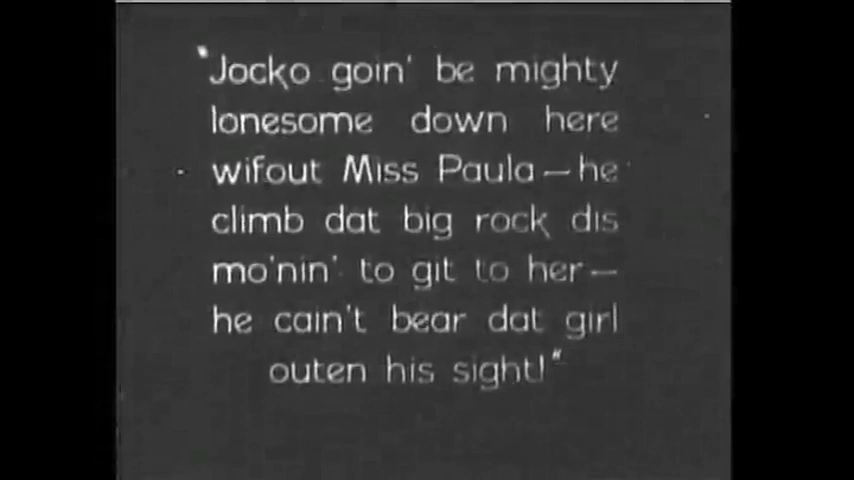 "Jocko goin' be mighty
lonesome down here
wifout Miss Paula — he
climb dat big rock dis
mo'nin' to git to her —
he cain't bear dat girl
outen his sight!"